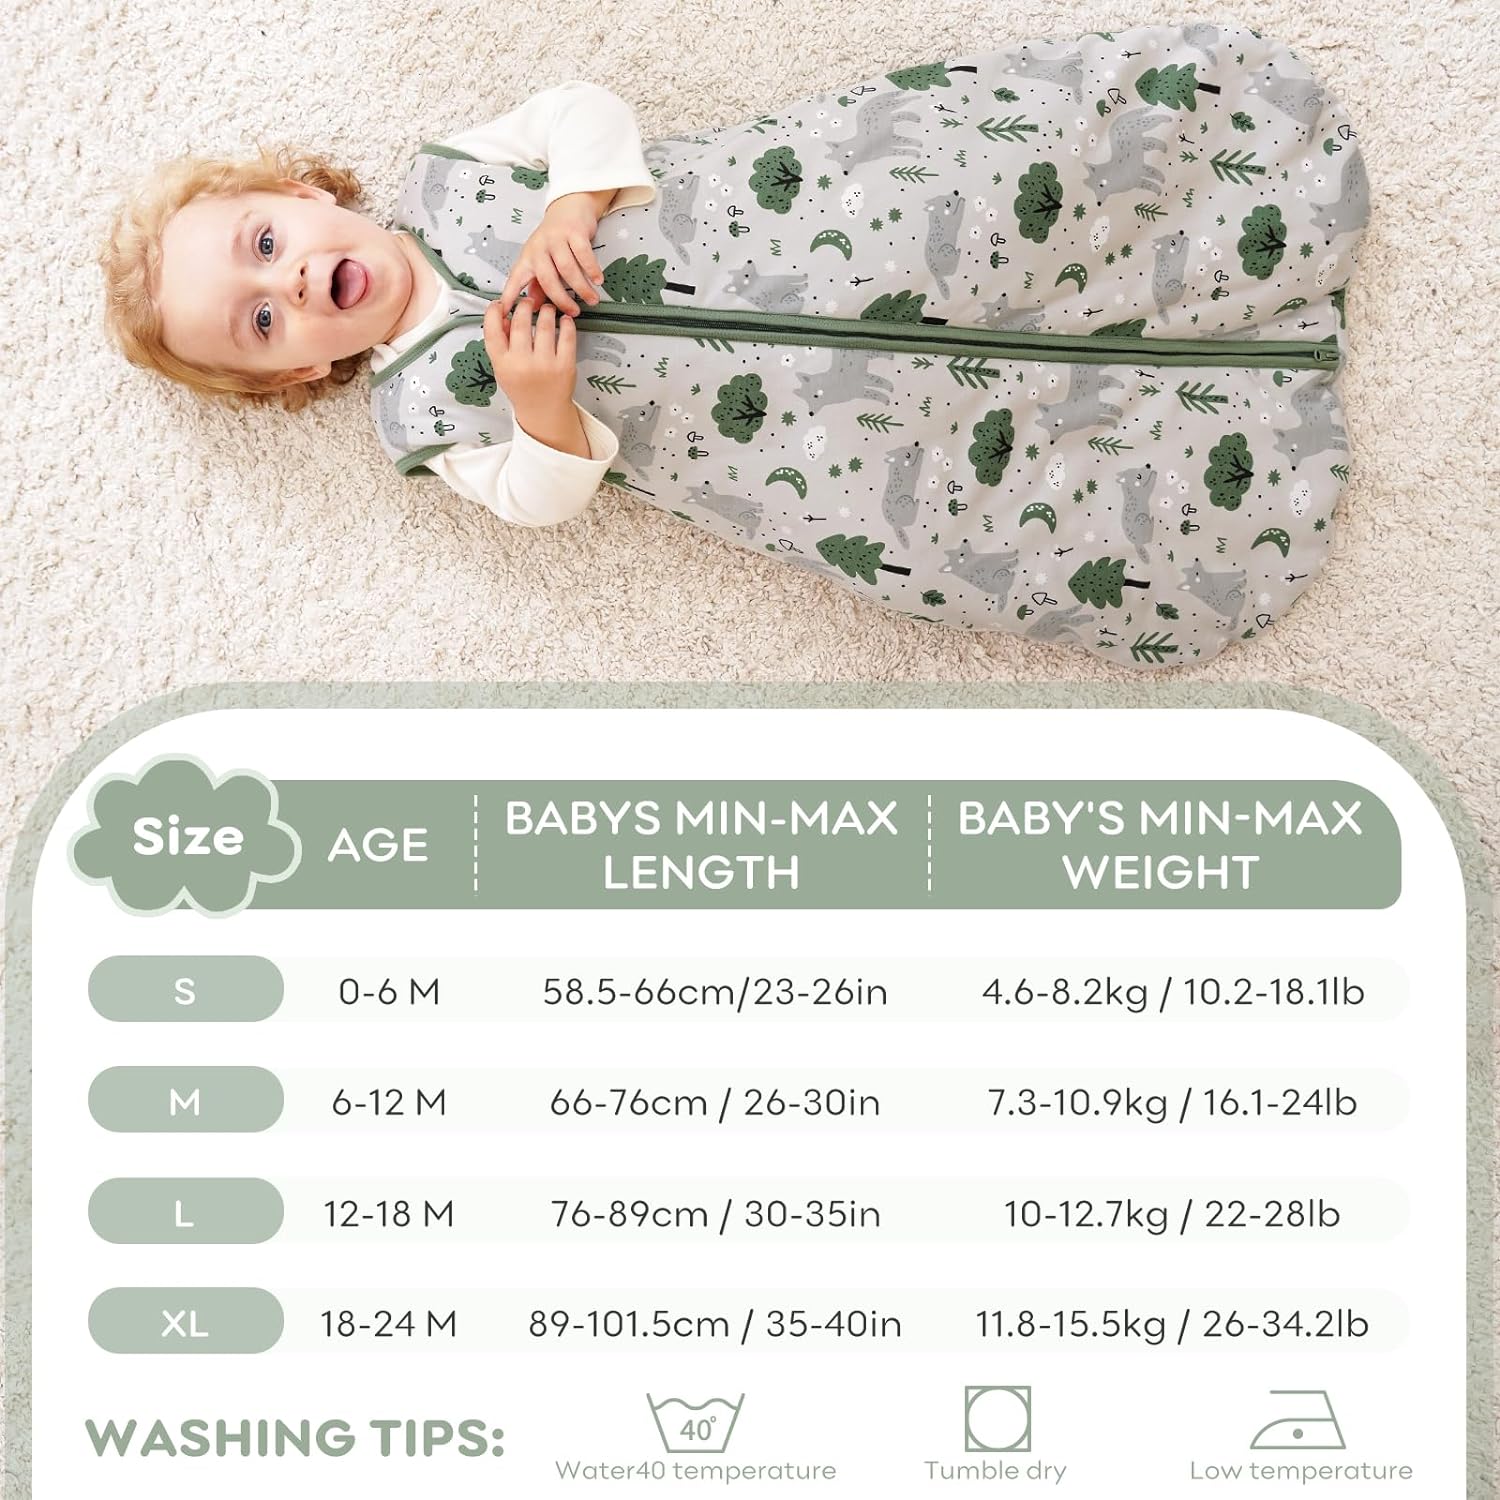 Size
AGE
BABYS MIN-MAX
LENGTH
BABY'S MIN-MAX
WEIGHT
S 0-6 M 58.5-66cm/23-26in 4.6-8.2kg / 10.2-18.1lb
M 6-12 M 66-76cm / 26-30in 7.3-10.9kg / 16.1-24lb
L 12-18 M 76-89cm / 30-35in 10-12.7kg / 22-28lb
XL 18-24 M 89-101.5cm / 35-40in 11.8-15.5kg / 26-34.2lb
WASHING TIPS:
40°
Water40 temperature
Tumble dry
Low temperature